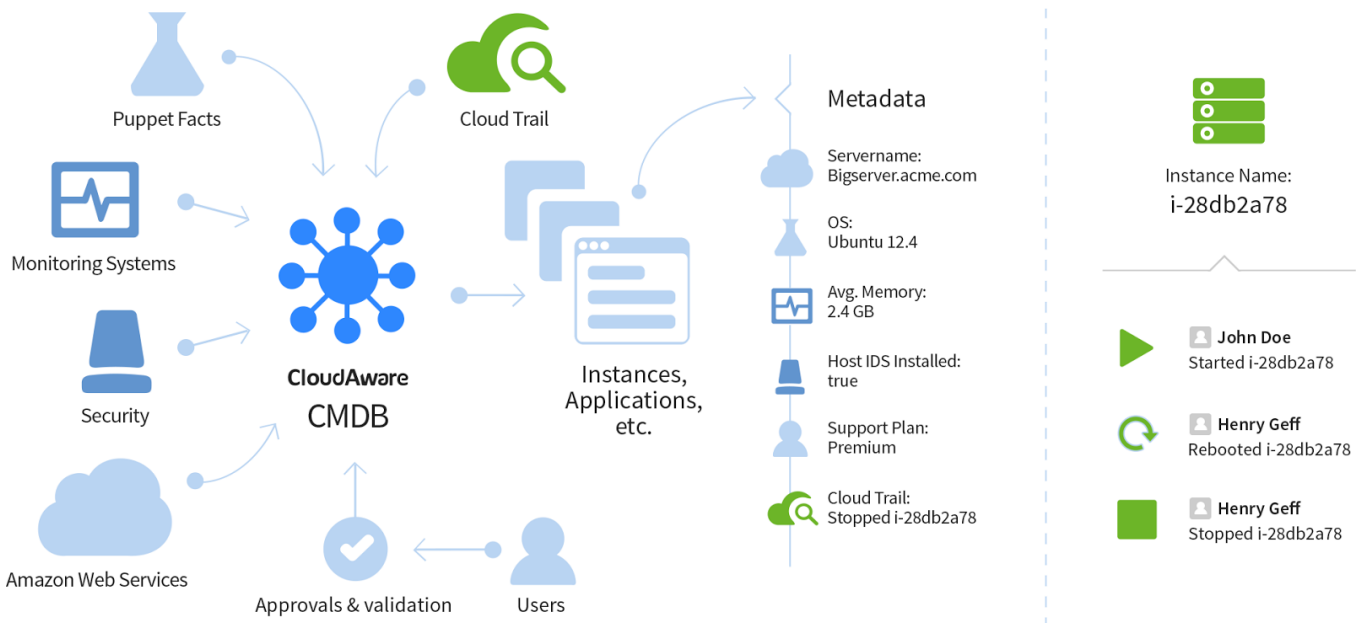 Puppet Facts
Cloud Trail
Monitoring Systems
Security
Amazon Web Services
CloudAware
CMDB
Approvals & validation
Users
Instances,
Applications,
etc.
Metadata
Servername:
Bigserver.acme.com
OS:
Ubuntu 12.4
Avg. Memory:
2.4 GB
Host IDS Installed:
true
Support Plan:
Premium
Cloud Trail:
Stopped i-28db2a78
Instance Name:
i-28db2a78
John Doe
Started i-28db2a78
Henry Geff
Rebooted i-28db2a78
Henry Geff
Stopped i-28db2a78